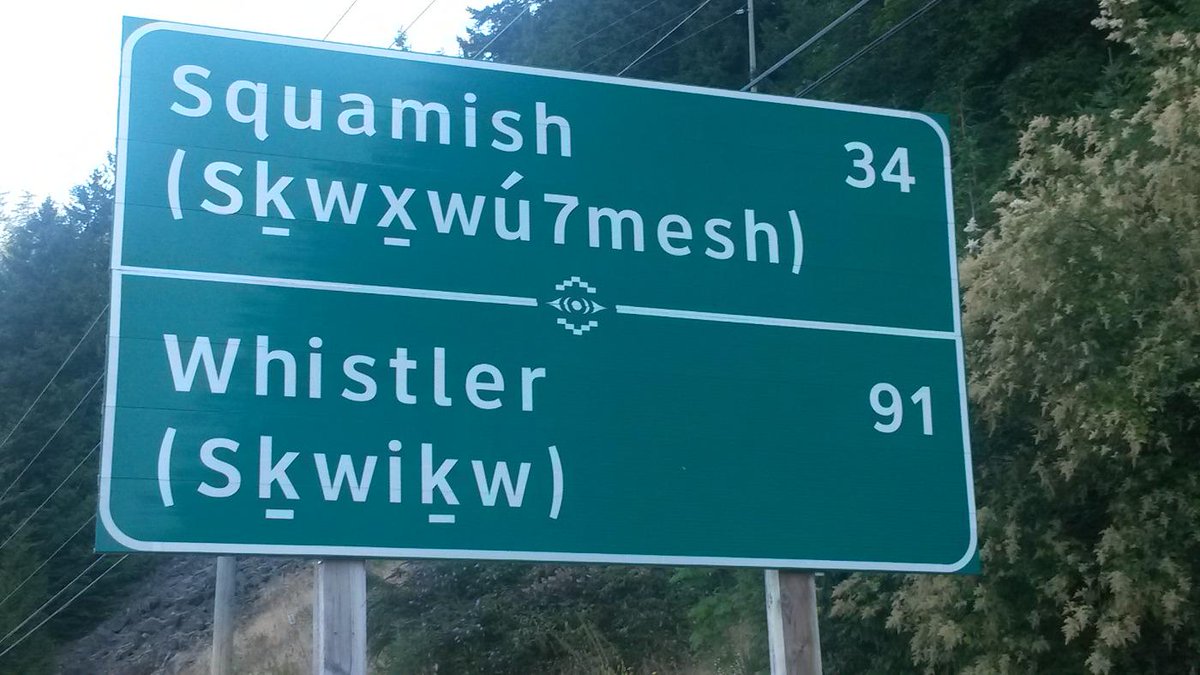 Squamish 34
(Sḵwx̱wú7mesh)
Whistler 91
(Sḵwiḵw)